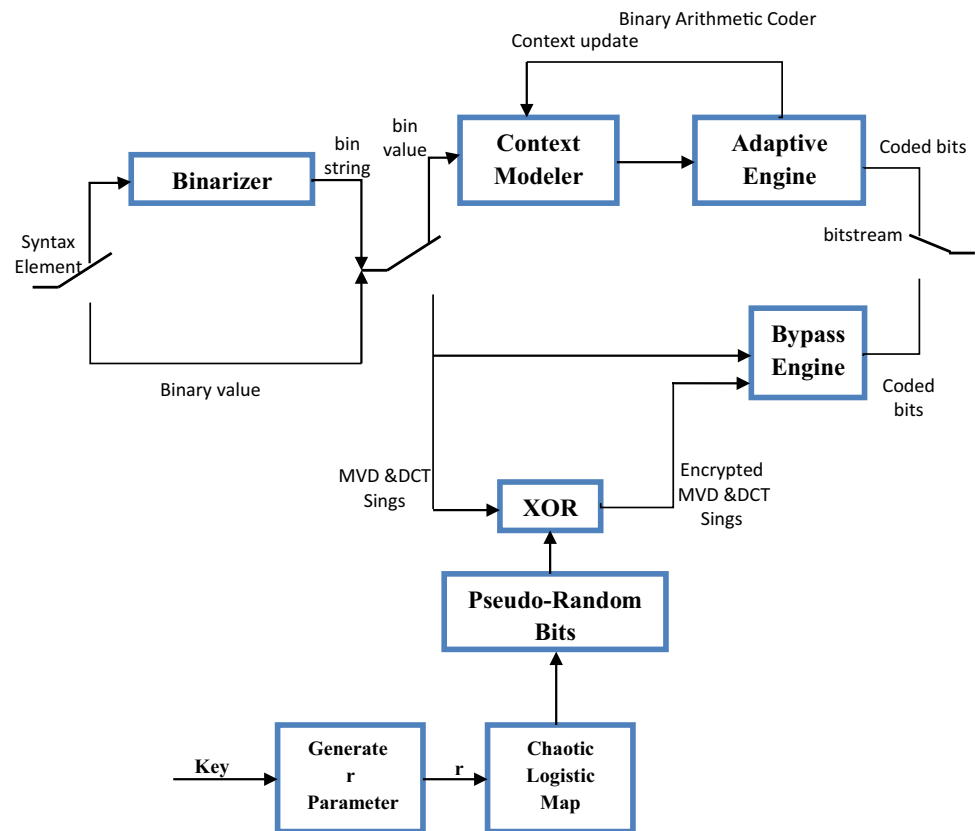 Binary Arithmetic Coder
Context update
bin
string
bin
value
Binarizer
Context
Modeler
Adaptive
Engine
Coded bits
Syntax
Element
bitstream
Binary value
Bypass
Engine
Coded
bits
MVD &DCT
Sings
XOR
Encrypted
MVD &DCT
Sings
Pseudo-Random
Bits
Key
Generate
r
Parameter
r
Chaotic
Logistic
Map